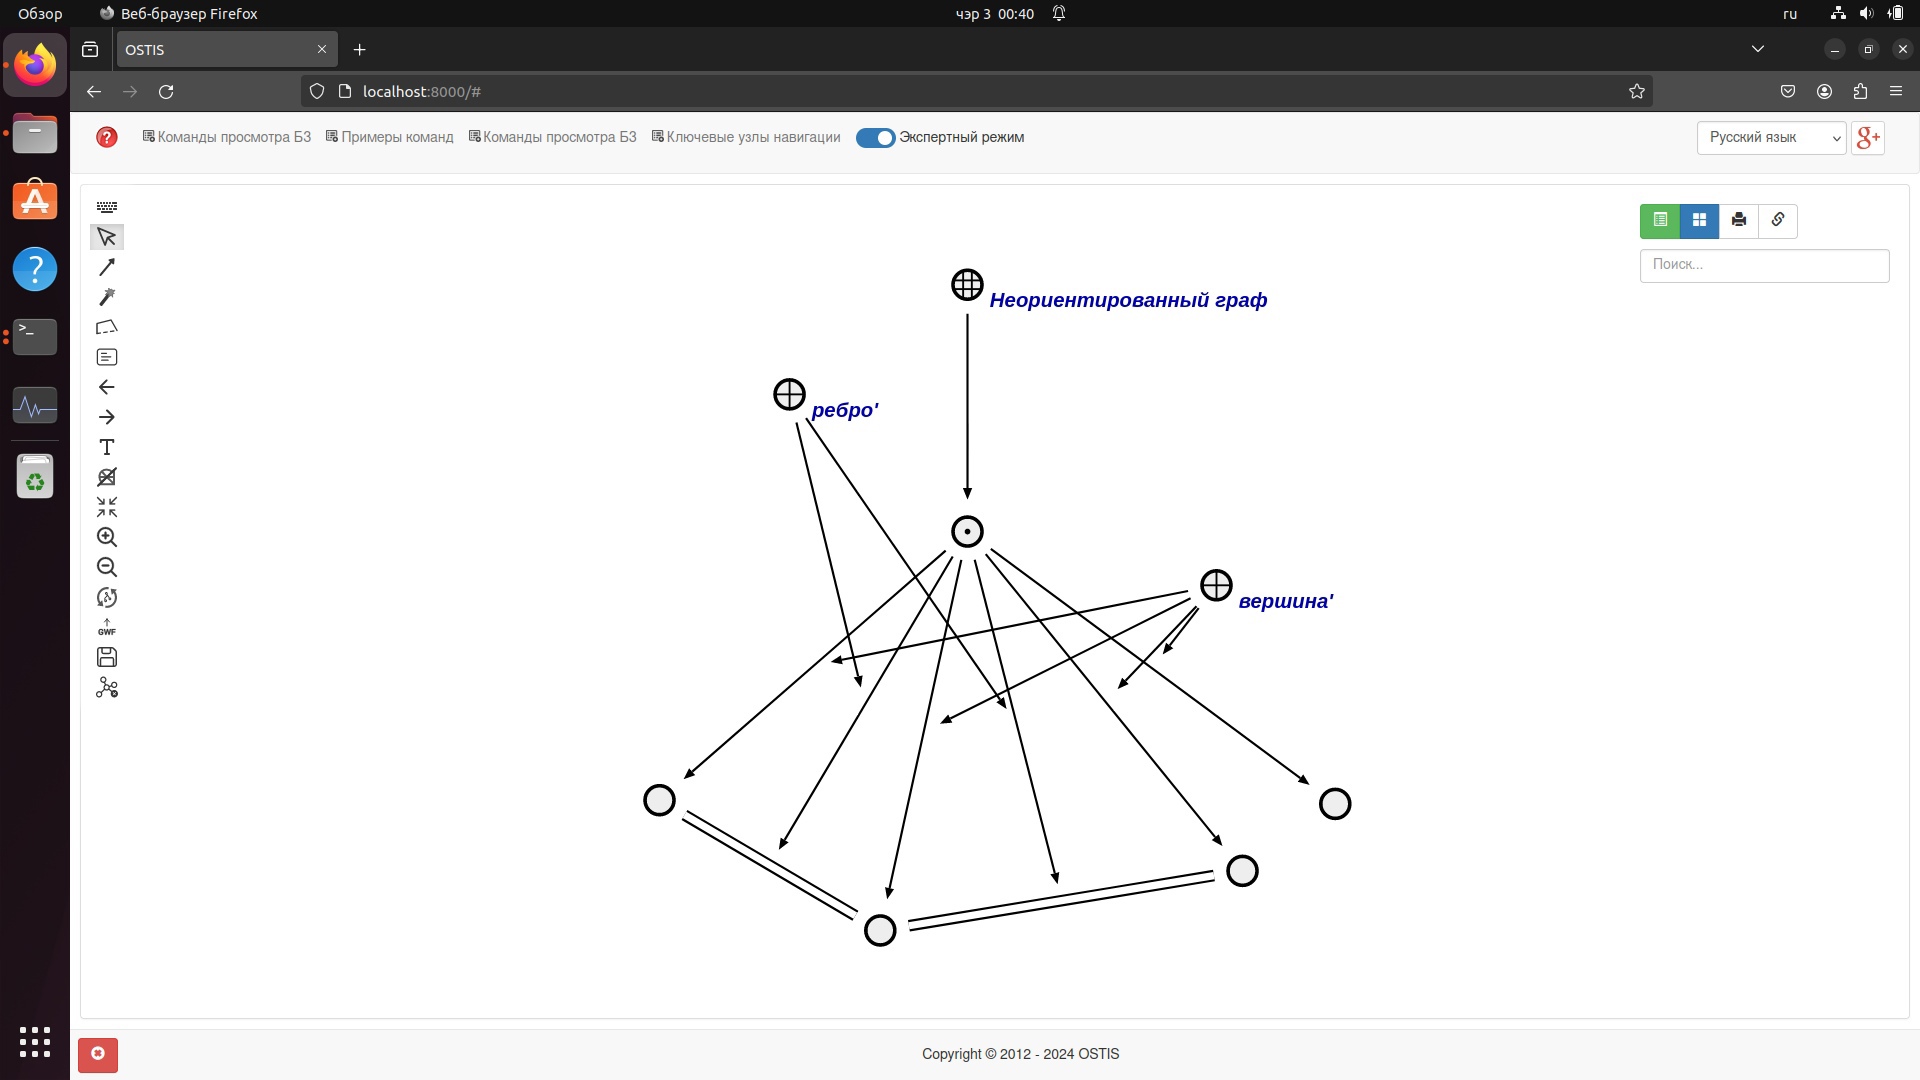 Обзор
Веб-браузер Firefox
чэр 3 00:40
ru
OSTIS
localhost:8000/#
Команды просмотра БЗ
Примеры команд
Команды просмотра БЗ
Ключевые узлы навигации
Экспертный режим
Русский язык
g+
Поиск...
T
GWF
Неориентированный граф
ребро'
вершина'
Copyright © 2012 - 2024 OSTIS